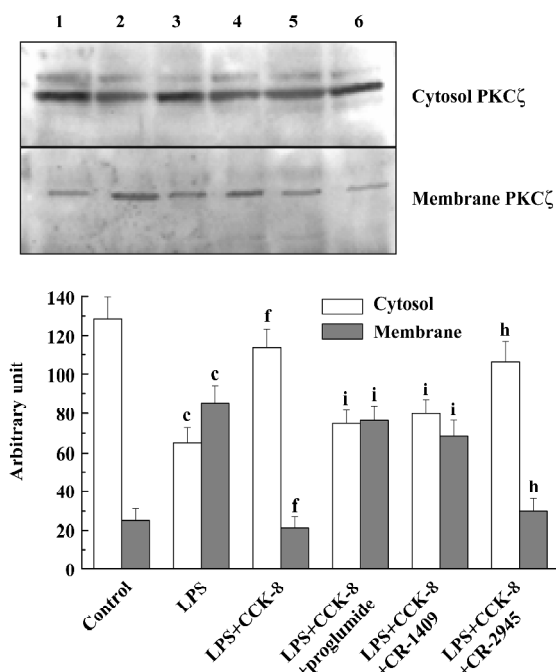 1 2 3 4 5 6
Cytosol PKCζ
Membrane PKCζ
140
120
100
80
60
40
20
0
Arbitrary unit
Cytosol
Membrane
c
c
f
f
i
i
i
i
h
h
Control
LPS
LPS+CCK-8
LPS+CCK-8
+proglumide
LPS+CCK-8
+CR-1409
LPS+CCK-8
+CR-2945